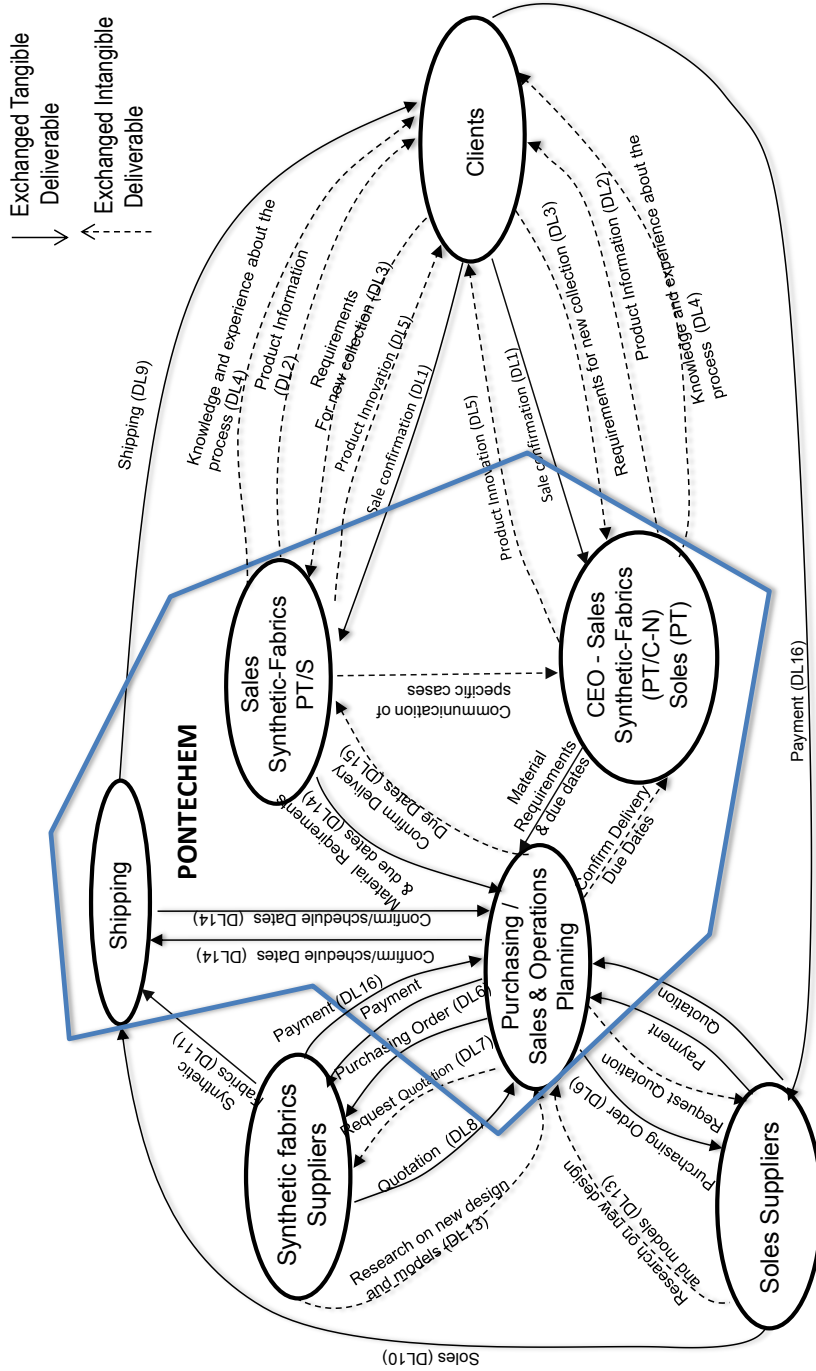 Exchanged Tangible
Deliverable
Exchanged Intangible
Deliverable
Shipping (DL9)
Knowledge and experience about the
process (DL4)
Product Information
(DL2)
Requirements
For new collection (DL3)
Product Innovation (DL5)
Sale confirmation (DL1)
Clients
Product Innovation (DL5)
Sale confirmation (DL1)
Requirements for new collection (DL3)
Product Information (DL2)
Knowledge and experience about the
process (DL4)
Payment (DL16)
PONTECHEM
Shipping
Sales
Synthetic-Fabrics
PT/S
Communication of
specific cases
CEO - Sales
Synthetic-Fabrics
(PT/C-N)
Soles (PT)
Material Reqirements
& due dates (DL14)
Confirm Delivery
Due Dates (DL15)
Material
Requirements
& due dates
Confirm Delivery
Due Dates
Confirm/schedule Dates
(DL14)
Confirm/schedule Dates
(DL14)
Purchasing /
Sales & Operations
Planning
Synthetic
Fabrics (DL11)
Payment (DL16)
Payment
Purchasing Order (DL6)
Request Quotation (DL7)
Quotation (DL8)
Synthetic fabrics
Suppliers
Research on new design
and models (DL13)
Quotation
Payment
Request Quotation
Purchasing Order (DL6)
Research on new design
and models (DL13)
Soles Suppliers
Soles (DL10)